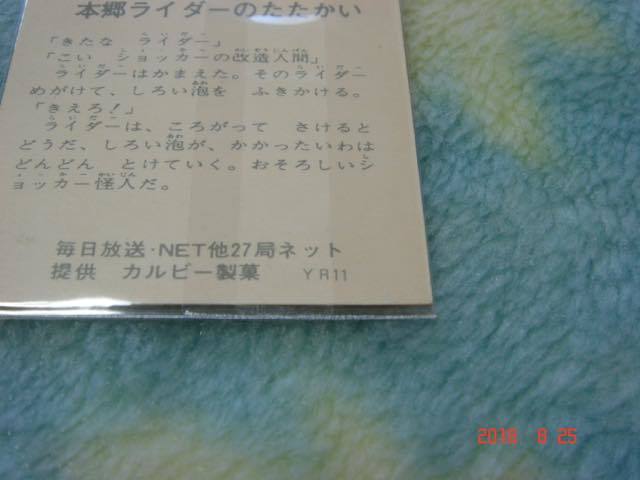 本郷ライダーのたたかい
「きたな ライダー」
「こい ショッカーの改造人間」
ライダーはかまえた。そのライダー
めがけて、しろい泡を ふきかける。
「きえろ!」
ライダーは、ころがって さけると
どうだ、しろい泡が、かかったいわは
どんどん とけていく。おそろしいシ
ョッカー怪人だ。
毎日放送・NET他27局ネット
提供 カルビー製菓 YR11
2010 8 25